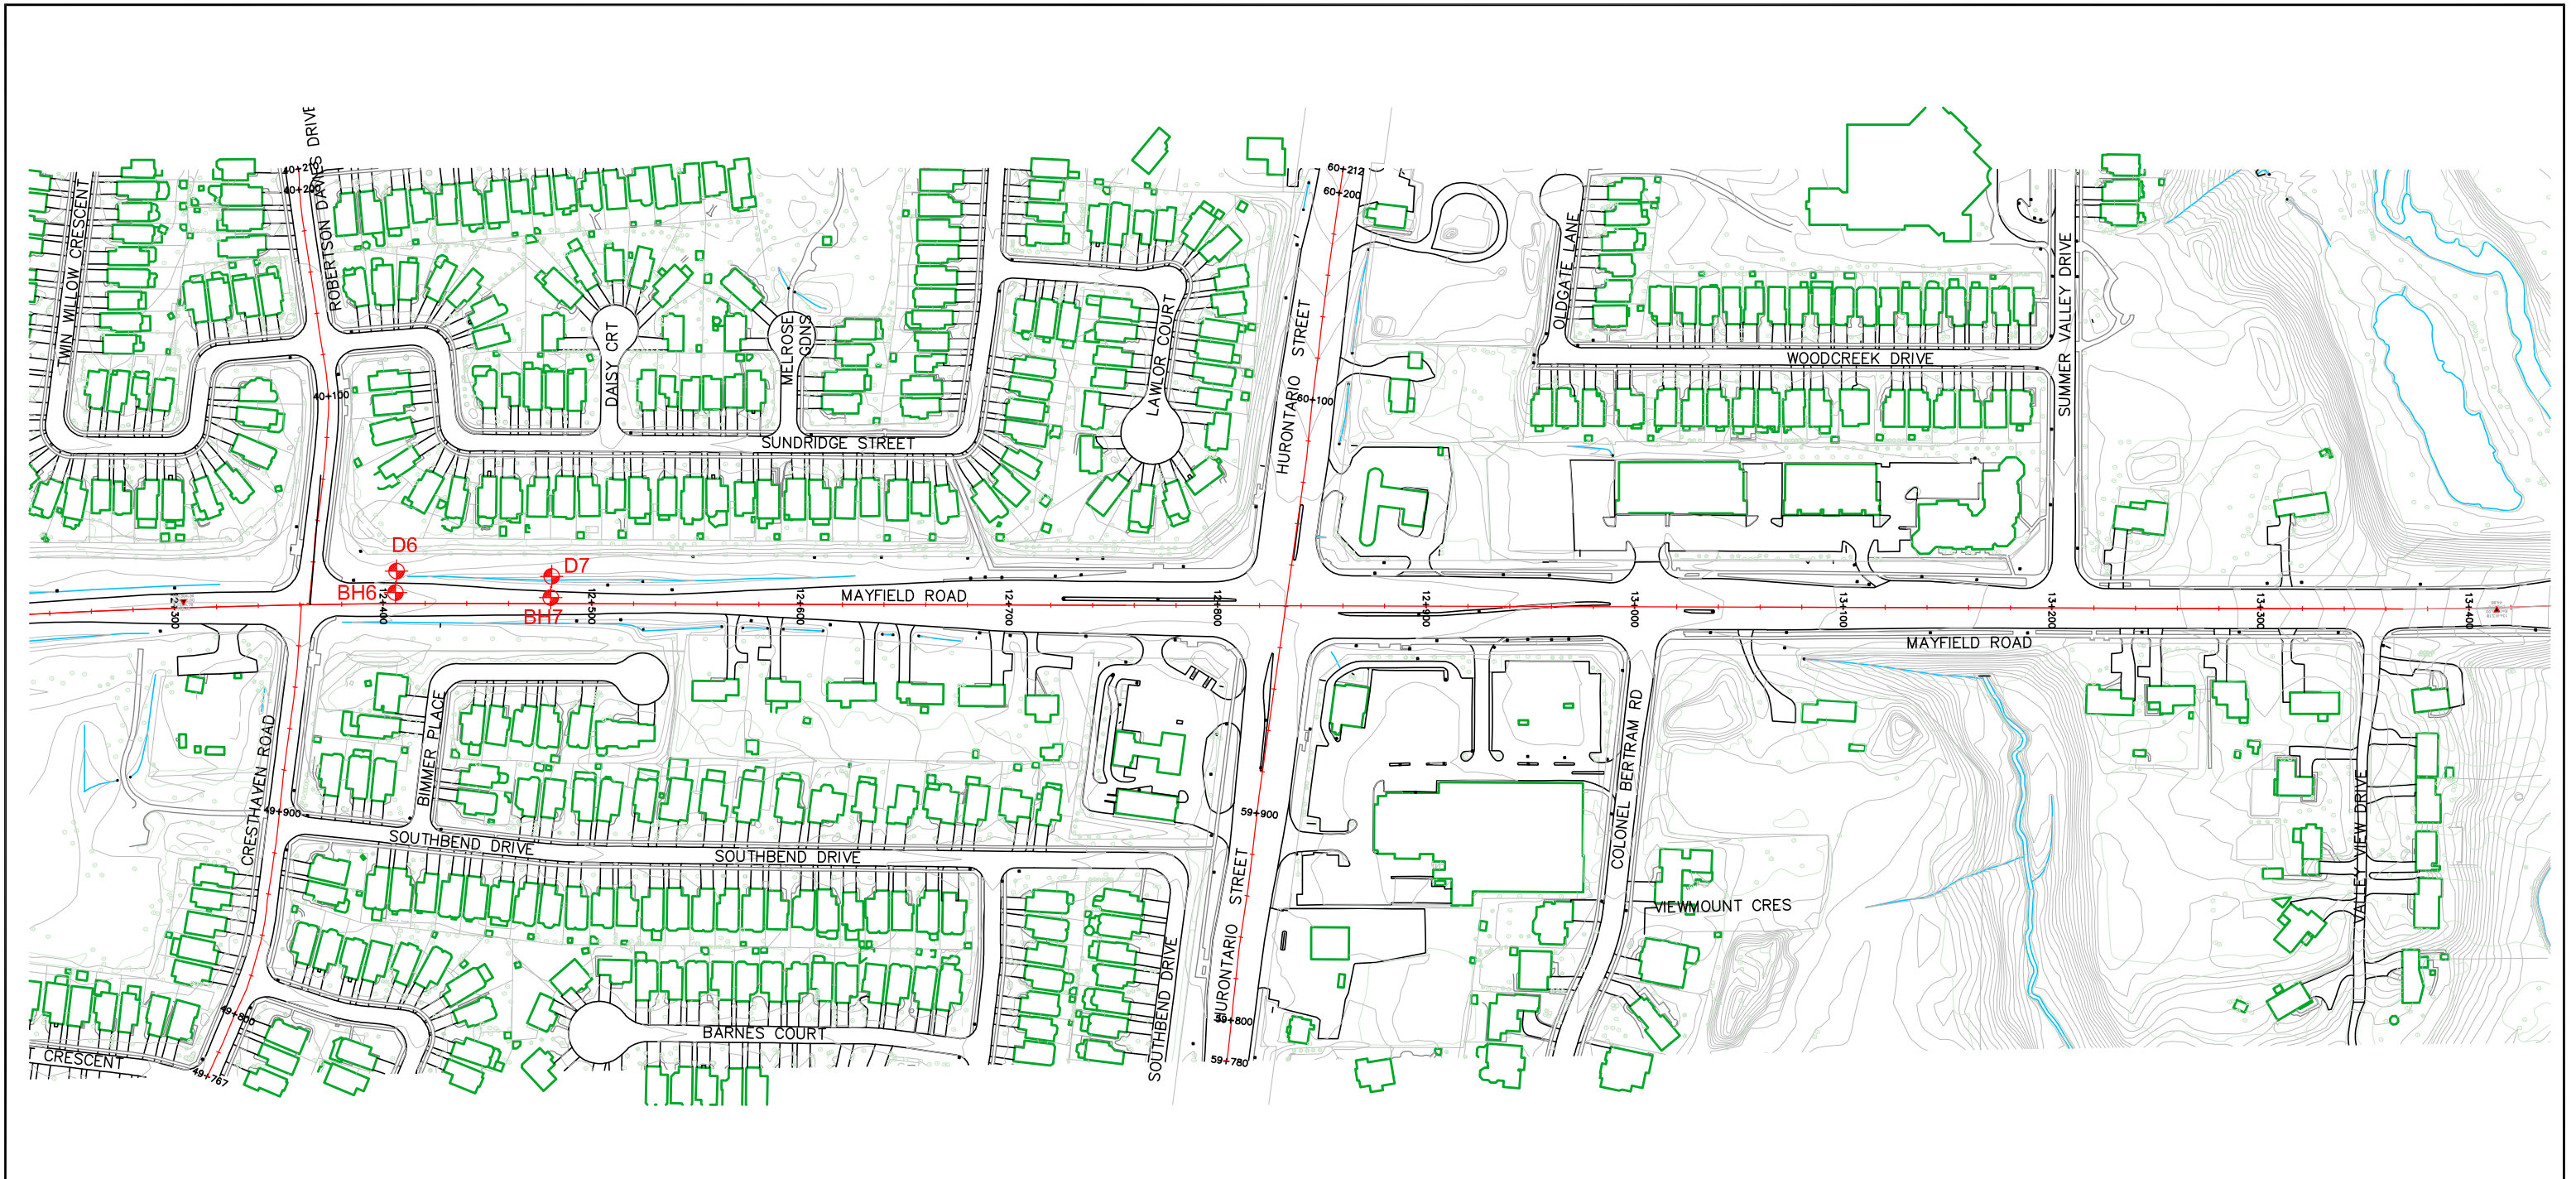 ROBERTSON DAVIES DRIVE
40+210
40+200
60+212
60+200
TWIN WILLOW CRESCENT
OLDGATE LANE
SUMMER VALLEY DRIVE
DAISY CRT
MELROSE
GDNS
LAWLOR COURT
HURONTARIO STREET
WOODCREEK DRIVE
40+100
60+100
SUNDRIDGE STREET
D6
D7
BH6
BH7
MAYFIELD ROAD
12+300
12+400
12+500
12+600
12+700
12+800
12+900
13+000
13+100
13+200
13+300
13+400
MAYFIELD ROAD
CRESTHAVEN ROAD
BIMMER PLACE
COLONEL BERTRAM RD
VALLEY VIEW DRIVE
49+900
59+900
SOUTHBEND DRIVE
SOUTHBEND DRIVE
HURONTARIO STREET
VIEWMOUNT CRES
SOUTHBEND DRIVE
49+800
59+800
BARNES COURT
CRESCENT
49+767
59+780